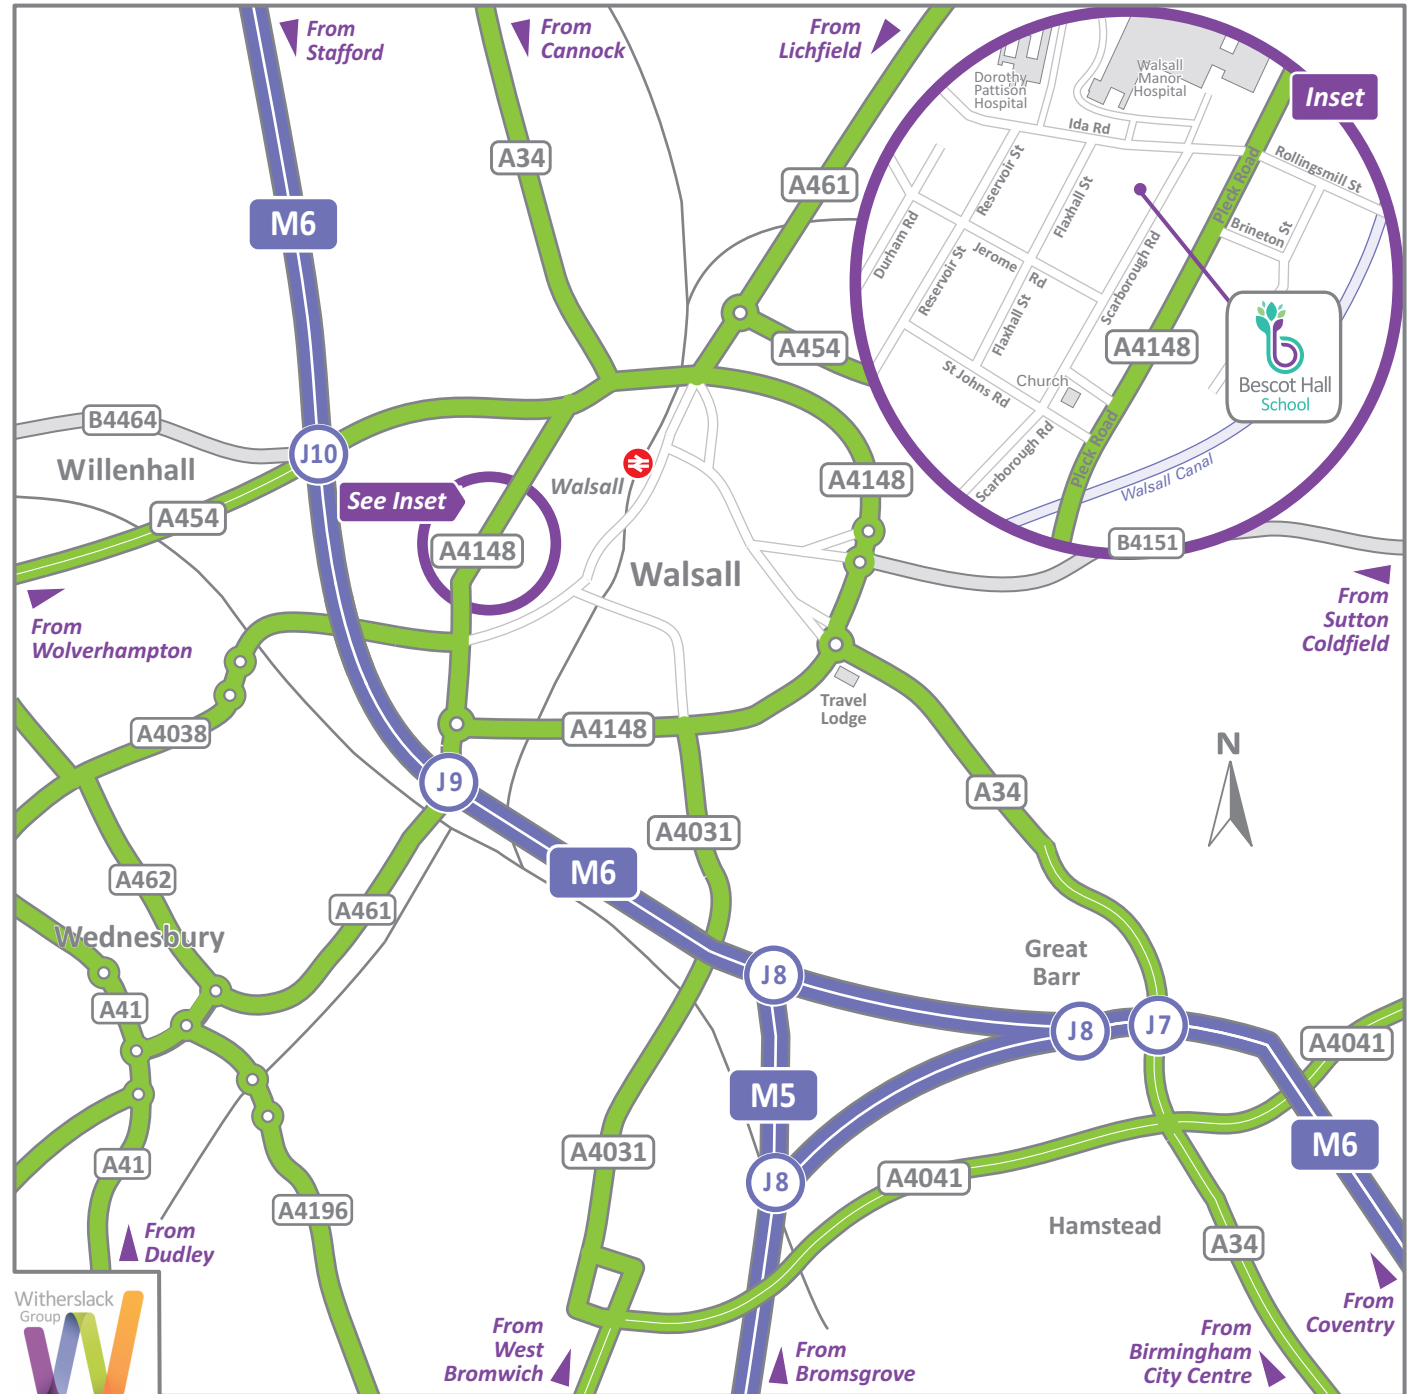 From
Stafford
From
Cannock
From
Lichfield
Inset
Dorothy
Pattison
Hospital
Walsall
Manor
Hospital
Ida Rd
Rollingsmill St
Pleck Road
Reservoir St
Flaxhall St
Brineton St
Durham Rd
Reservoir St
Jerome Rd
Flaxhall St
Scarborough Rd
A4148
St Johns Rd
Church
Scarborough Rd
Pleck Road
Walsall Canal
Bescot Hall
School
A34
A461
M6
A454
B4464
J10
Willenhall
See Inset
Walsall
A4148
A454
A4148
Walsall
B4151
From
Wolverhampton
From
Sutton
Coldfield
Travel
Lodge
A4038
A4148
N
J9
A34
A4031
M6
A462
A461
Wednesbury
Great
Barr
J8
A41
J8
J7
A4041
M5
M6
A4031
A41
J8
A4041
A4196
Hamstead
A34
From
Dudley
Witherslack
Group
From
West
Bromwich
From
Bromsgrove
From
Birmingham
City Centre
From
Coventry